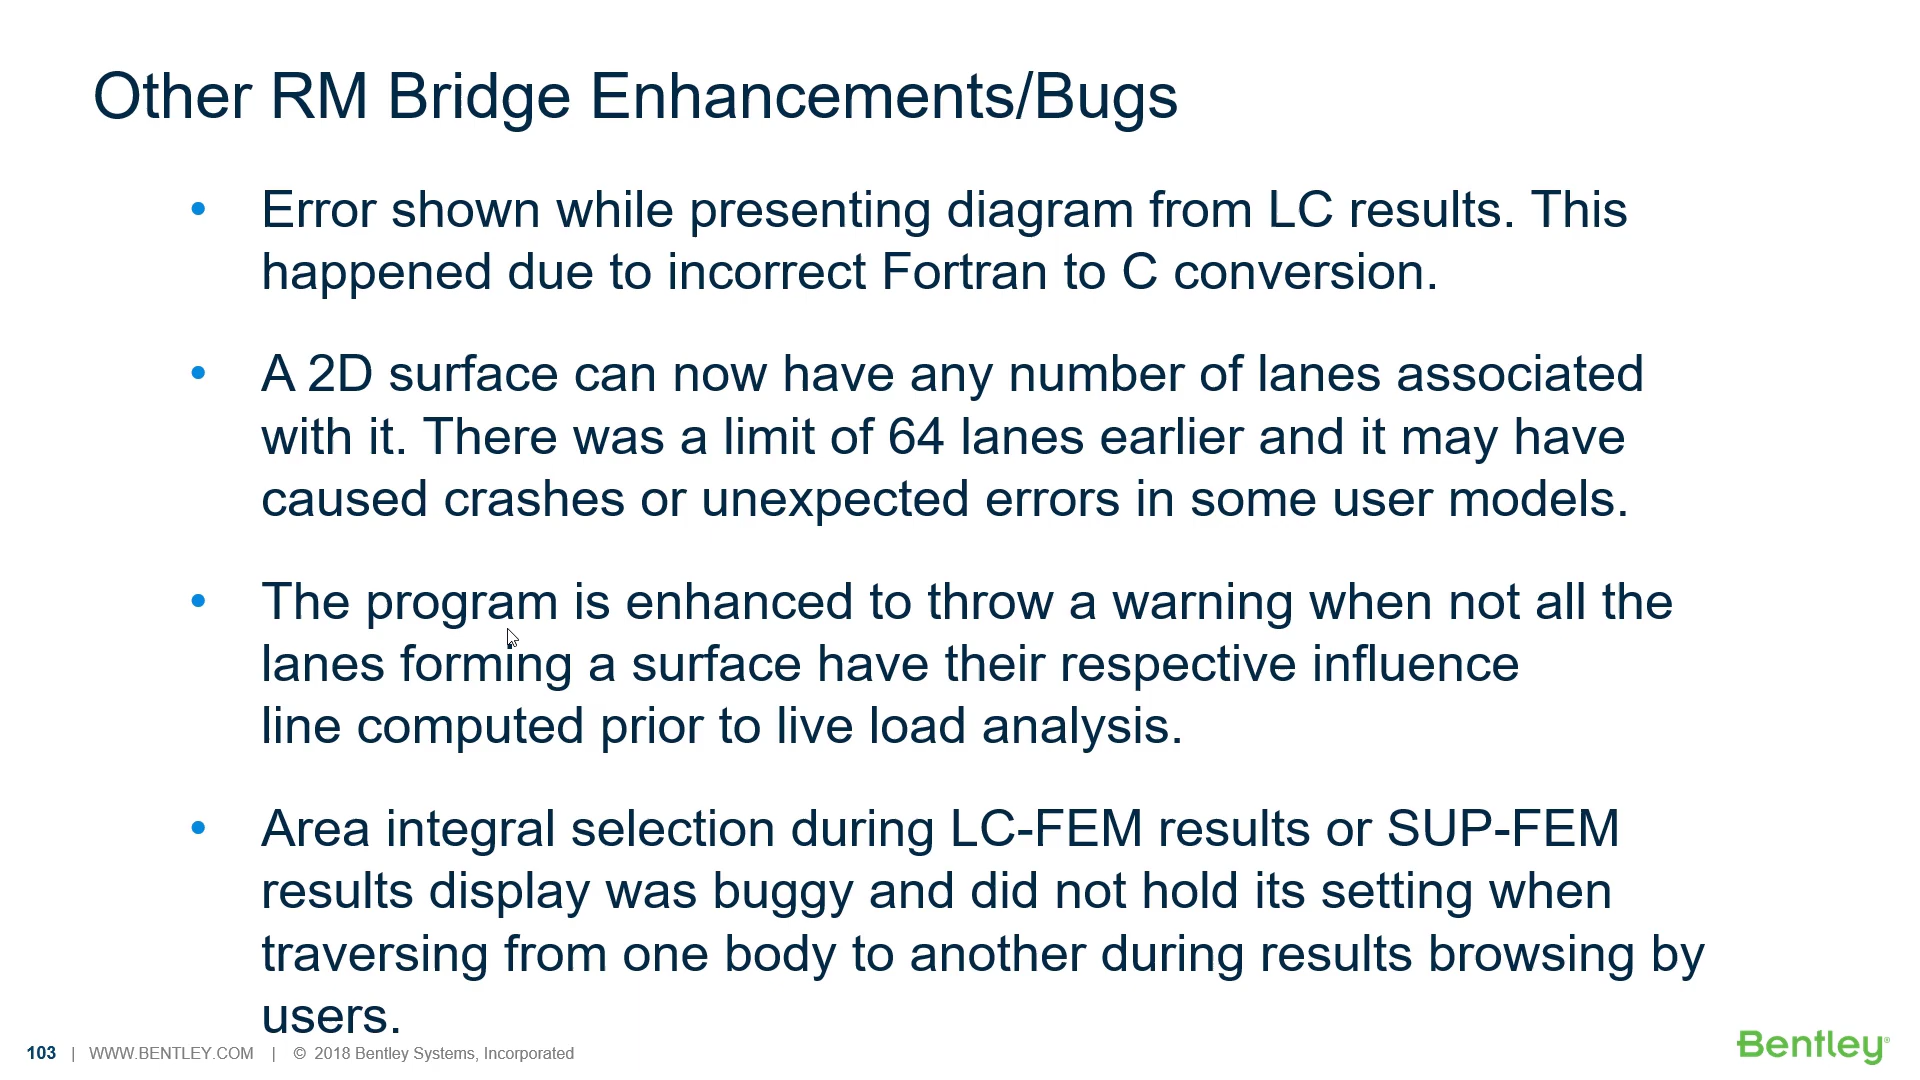 Other RM Bridge Enhancements/Bugs
• Error shown while presenting diagram from LC results. This
happened due to incorrect Fortran to C conversion.
• A 2D surface can now have any number of lanes associated
with it. There was a limit of 64 lanes earlier and it may have
caused crashes or unexpected errors in some user models.
• The program is enhanced to throw a warning when not all the
lanes forming a surface have their respective influence
line computed prior to live load analysis.
• Area integral selection during LC-FEM results or SUP-FEM
results display was buggy and did not hold its setting when
traversing from one body to another during results browsing by
users.
103 | WWW.BENTLEY.COM | © 2018 Bentley Systems, Incorporated
Bentley®